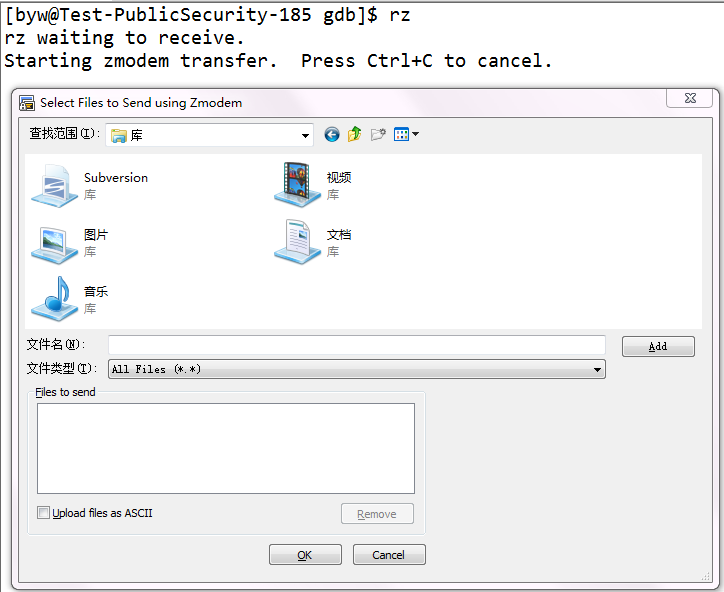 [byw@Test-PublicSecurity-185 gdb]$ rz
rz waiting to receive.
Starting zmodem transfer.  Press Ctrl+C to cancel.
Select Files to Send using Zmodem
查找范围(I):
库
Subversion
库
视频
库
图片
库
文档
库
音乐
库
文件名(N):
Add
文件类型(T):
All Files (*.*)
Files to send
Upload files as ASCII
Remove
OK
Cancel